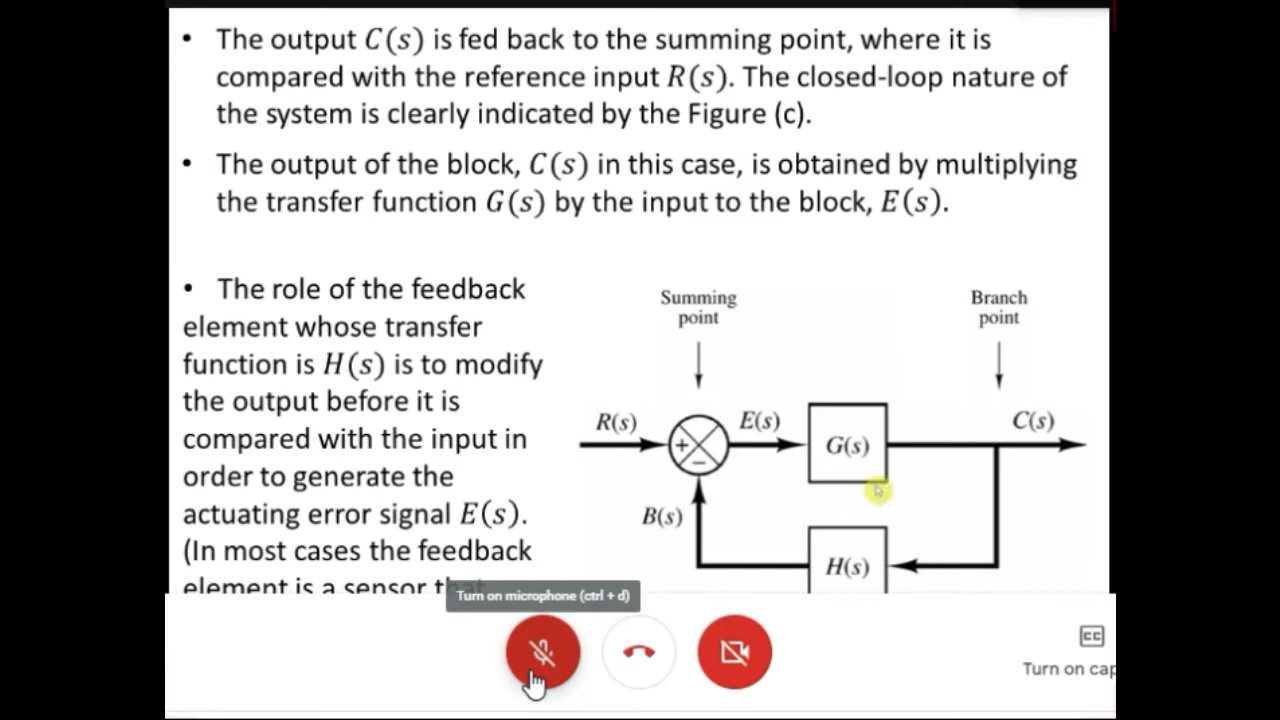 • The output C(s) is fed back to the summing point, where it is
compared with the reference input R(s). The closed-loop nature of
the system is clearly indicated by the Figure (c).
• The output of the block, C(s) in this case, is obtained by multiplying
the transfer function G(s) by the input to the block, E(s).
• The role of the feedback
element whose transfer
function is H(s) is to modify
the output before it is
compared with the input in
order to generate the
actuating error signal E(s).
(In most cases the feedback
element is a sensor that
Summing
point
Branch
point
R(s)
+
−
E(s)
G(s)
C(s)
B(s)
H(s)
Turn on microphone (ctrl + d)
CC
Turn on cap